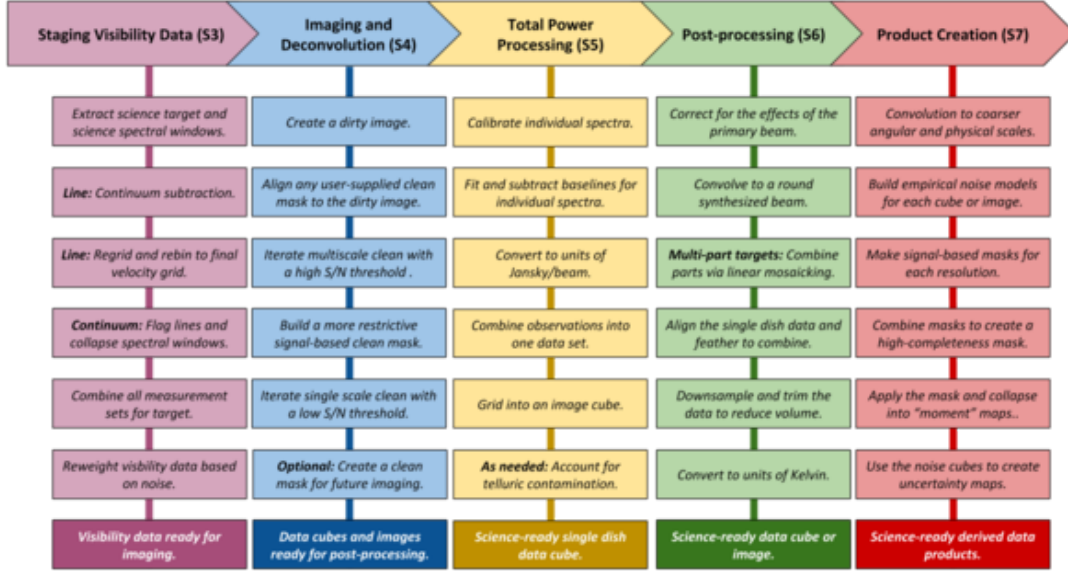 Staging Visibility Data (S3)
Imaging and
Deconvolution (S4)
Total Power
Processing (S5)
Post-processing (S6)
Product Creation (S7)
Extract science target and
science spectral windows.
Line: Continuum subtraction.
Line: Regrid and rebin to final
velocity grid.
Continuum: Flag lines and
collapse spectral windows.
Combine all measurement
sets for target.
Reweight visbility data based
on noise.
Visibility data ready for
imaging.
Create a dirty image.
Align any user-supplied clean
mask to the dirty image.
Iterate multiscale clean with
a high S/N threshold .
Build a more restrictive
signal-based clean mask.
Iterate single scale clean with
a low S/N threshold.
Optional: Create a clean
mask for future imaging.
Data cubes and images
ready for post-processing.
Calibrate individual spectra.
Fit and subtract baselines for
individual spectra.
Convert to units of
Jansky/beam.
Combine observations into
one data set.
Grid into an image cube.
As needed: Account for
telluric contamination.
Science-ready single dish
data cube.
Correct for the effects of the
primary beam.
Convolve to a round
synthesized beam.
Multi-part targets: Combine
parts via linear mosaicking.
Align the single dish data and
feather to combine.
Downsample and trim the
data to reduce volume.
Convert to units of Kelvin.
Science-ready data cube or
image.
Convolution to coarser
angular and physical scales.
Build empirical noise models
for each cube or image.
Make signal-based masks for
each resolution.
Combine masks to create a
high-completeness mask.
Apply the mask and collapse
into “moment” maps..
Use the noise cubes to create
uncertainty maps.
Science-ready derived data
products.